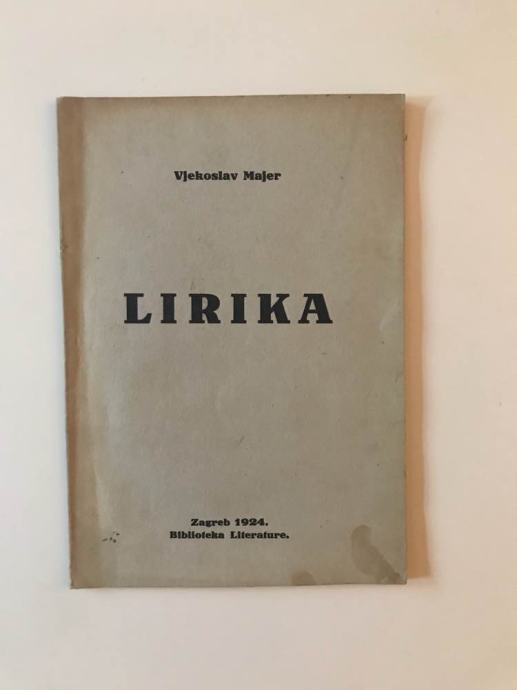 Vjekoslav Majer
LIRIKA
Zagreb 1924.
Biblioteka Literature.